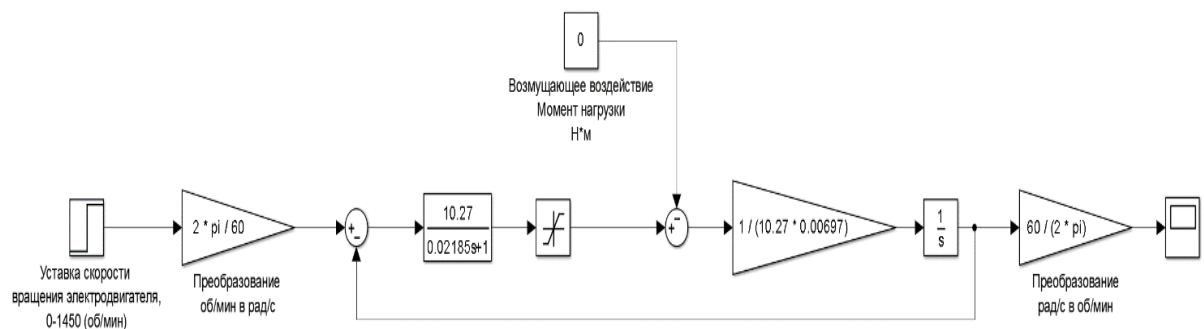 0
Возмущающее воздействие
Момент нагрузки
Н*м
2 * pi / 60
+
−
10.27
0.02185s+1
−
+
1 / (10.27 * 0.00697)
1
s
60 / (2 * pi)
Уставка скорости
вращения электродвигателя,
0-1450 (об/мин)
Преобразование
об/мин в рад/с
Преобразование
рад/с в об/мин